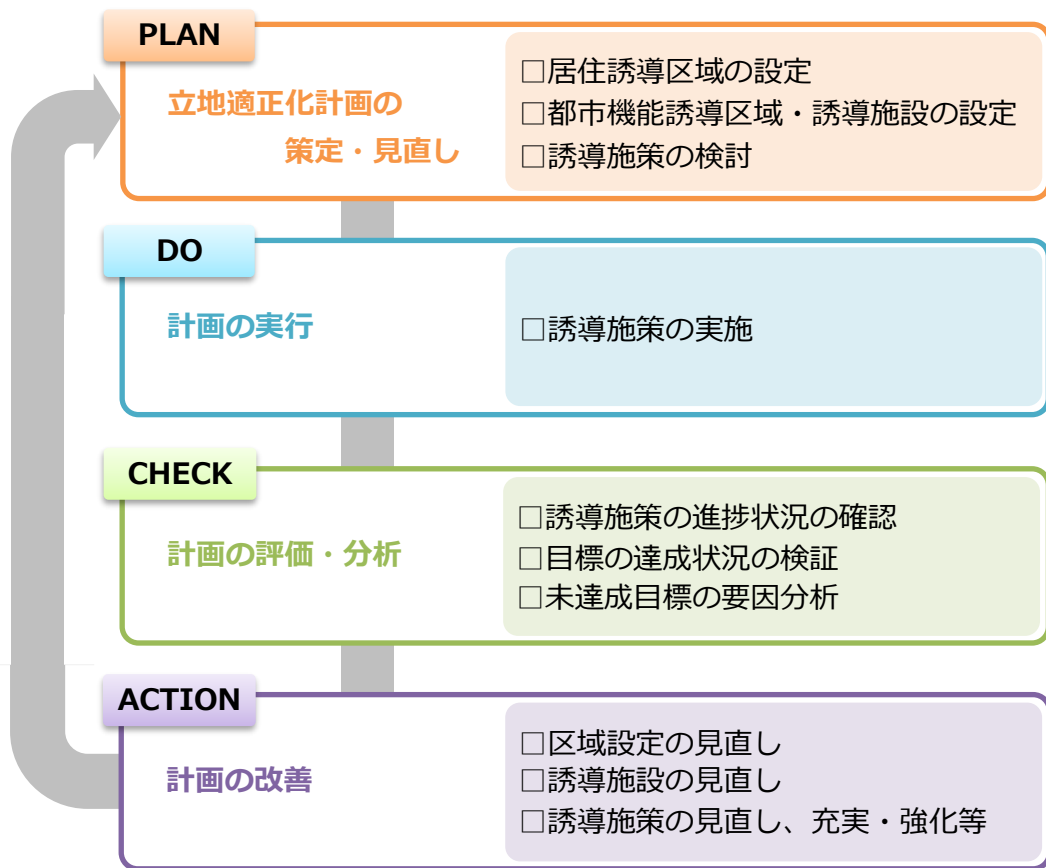 PLAN
立地適正化計画の
策定・見直し
□居住誘導区域の設定
□都市機能誘導区域・誘導施設の設定
□誘導施策の検討
DO
計画の実行
□誘導施策の実施
CHECK
計画の評価・分析
□誘導施策の進捗状況の確認
□目標の達成状況の検証
□未達成目標の要因分析
ACTION
計画の改善
□区域設定の見直し
□誘導施設の見直し
□誘導施策の見直し、充実・強化等